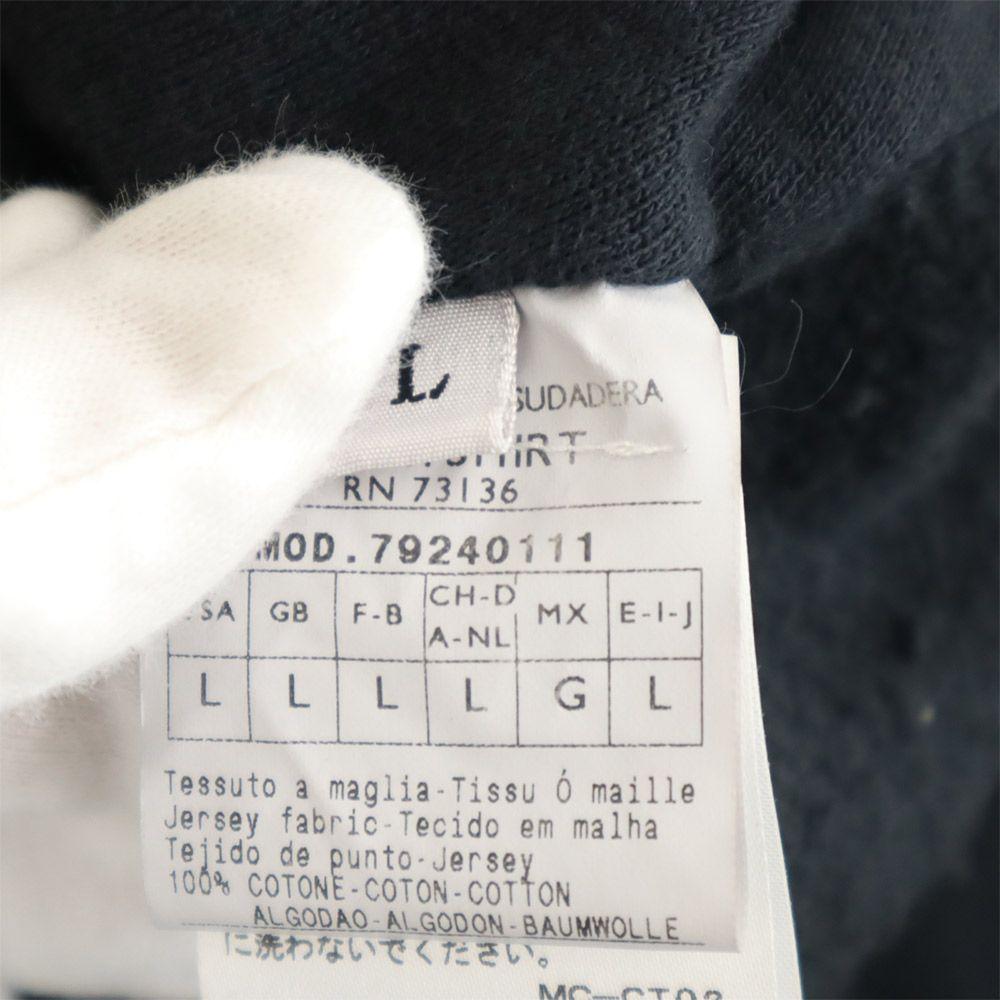 L
SUDADERA
RN 73136
MOD.79240111
SA GB F-B CH-D A-NL MX E-I-J
L L L L G L
Tessuto a maglia-Tissu Ó maille
Jersey fabric-Tecido em malha
Tejido de punto-Jersey
100% COTONE-COTON-COTTON
ALGODAO-ALGODON-BAUMWOLLE
に洗わないでください。